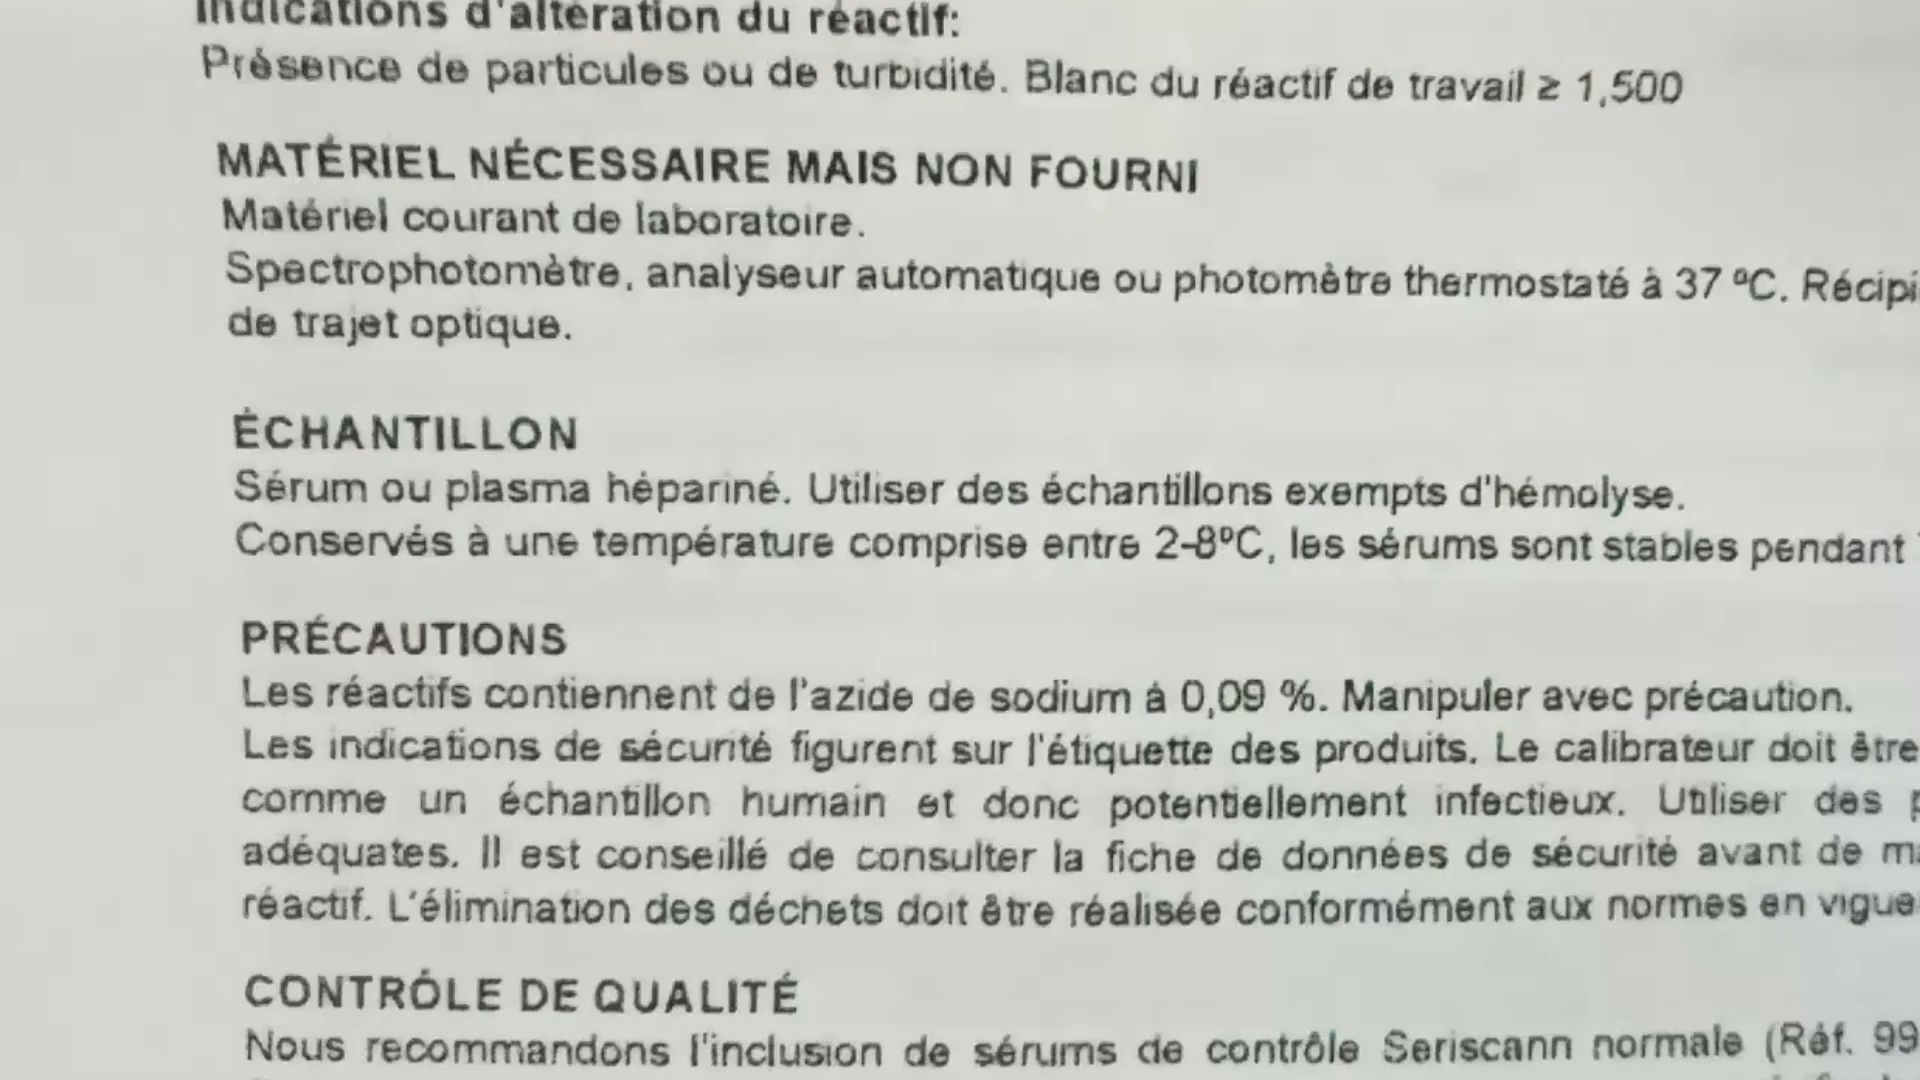 Indications d'altération du réactif:
Présence de particules ou de turbidité. Blanc du réactif de travail ≥ 1,500
MATÉRIEL NÉCESSAIRE MAIS NON FOURNI
Matériel courant de laboratoire.
Spectrophotomètre, analyseur automatique ou photomètre thermostaté à 37 ºC.
de trajet optique.
ÉCHANTILLON
Sérum ou plasma hépariné. Utiliser des échantillons exempts d'hémolyse.
Conservés à une température comprise entre 2-8ºC, les sérums sont stables pendant
PRÉCAUTIONS
Les réactifs contiennent de l'azide de sodium à 0,09 %. Manipuler avec précaution.
Les indications de sécurité figurent sur l'étiquette des produits. Le calibrateur doit être
comme un échantillon humain et donc potentiellement infectieux. Utiliser des
adéquates. Il est conseillé de consulter la fiche de données de sécurité avant de
réactif. L'élimination des déchets doit être réalisée conformément aux normes en
CONTRÔLE DE QUALITÉ
Nous recommandons l'inclusion de sérums de contrôle Seriscann normale (Réf. 99